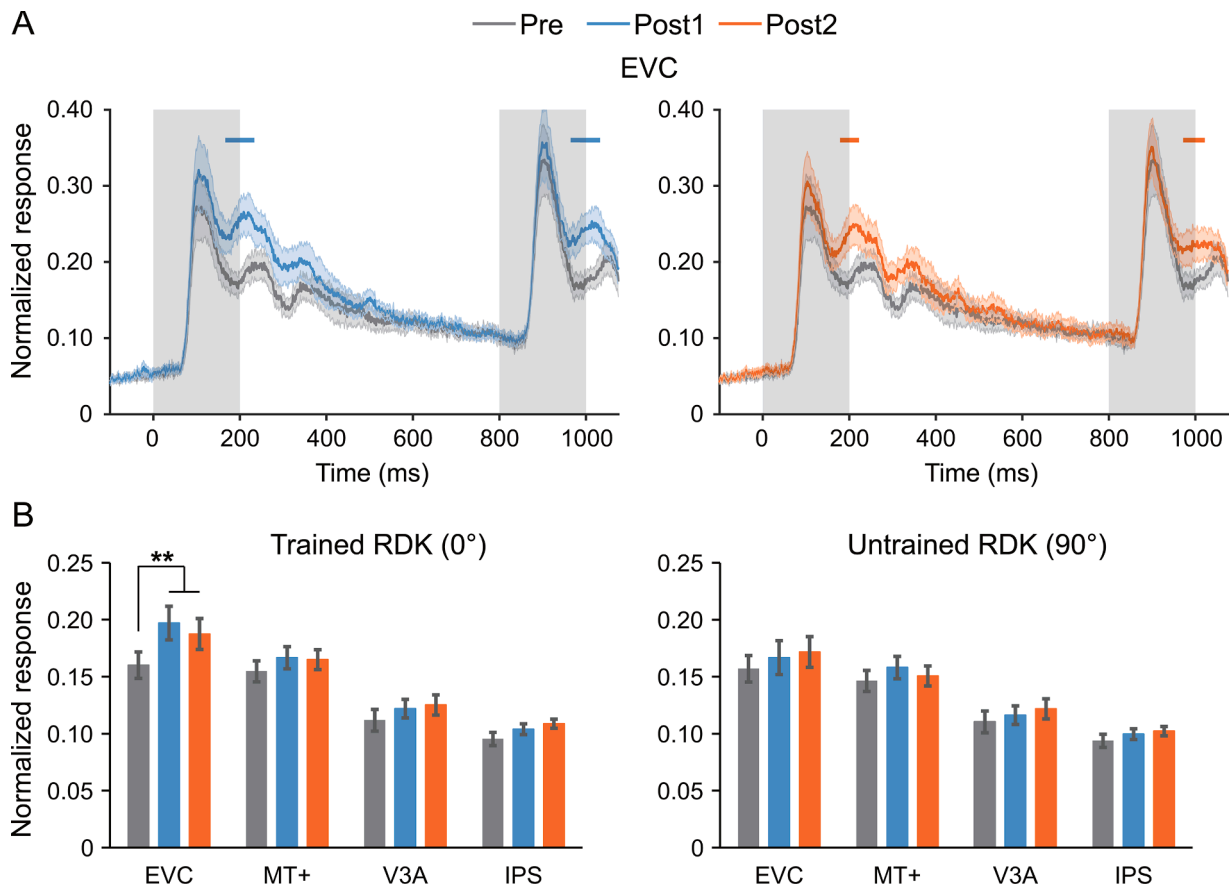 A
Pre Post1 Post2
EVC
Normalized response
0.40
0.30
0.20
0.10
0
0 200 400 600 800 1000
Time (ms)
0.40
0.30
0.20
0.10
0
0 200 400 600 800 1000
Time (ms)
B
Trained RDK (0°)
Normalized response
0.25
0.20
0.15
0.10
0.05
0
**
EVC MT+ V3A IPS
Untrained RDK (90°)
0.25
0.20
0.15
0.10
0.05
0
EVC MT+ V3A IPS